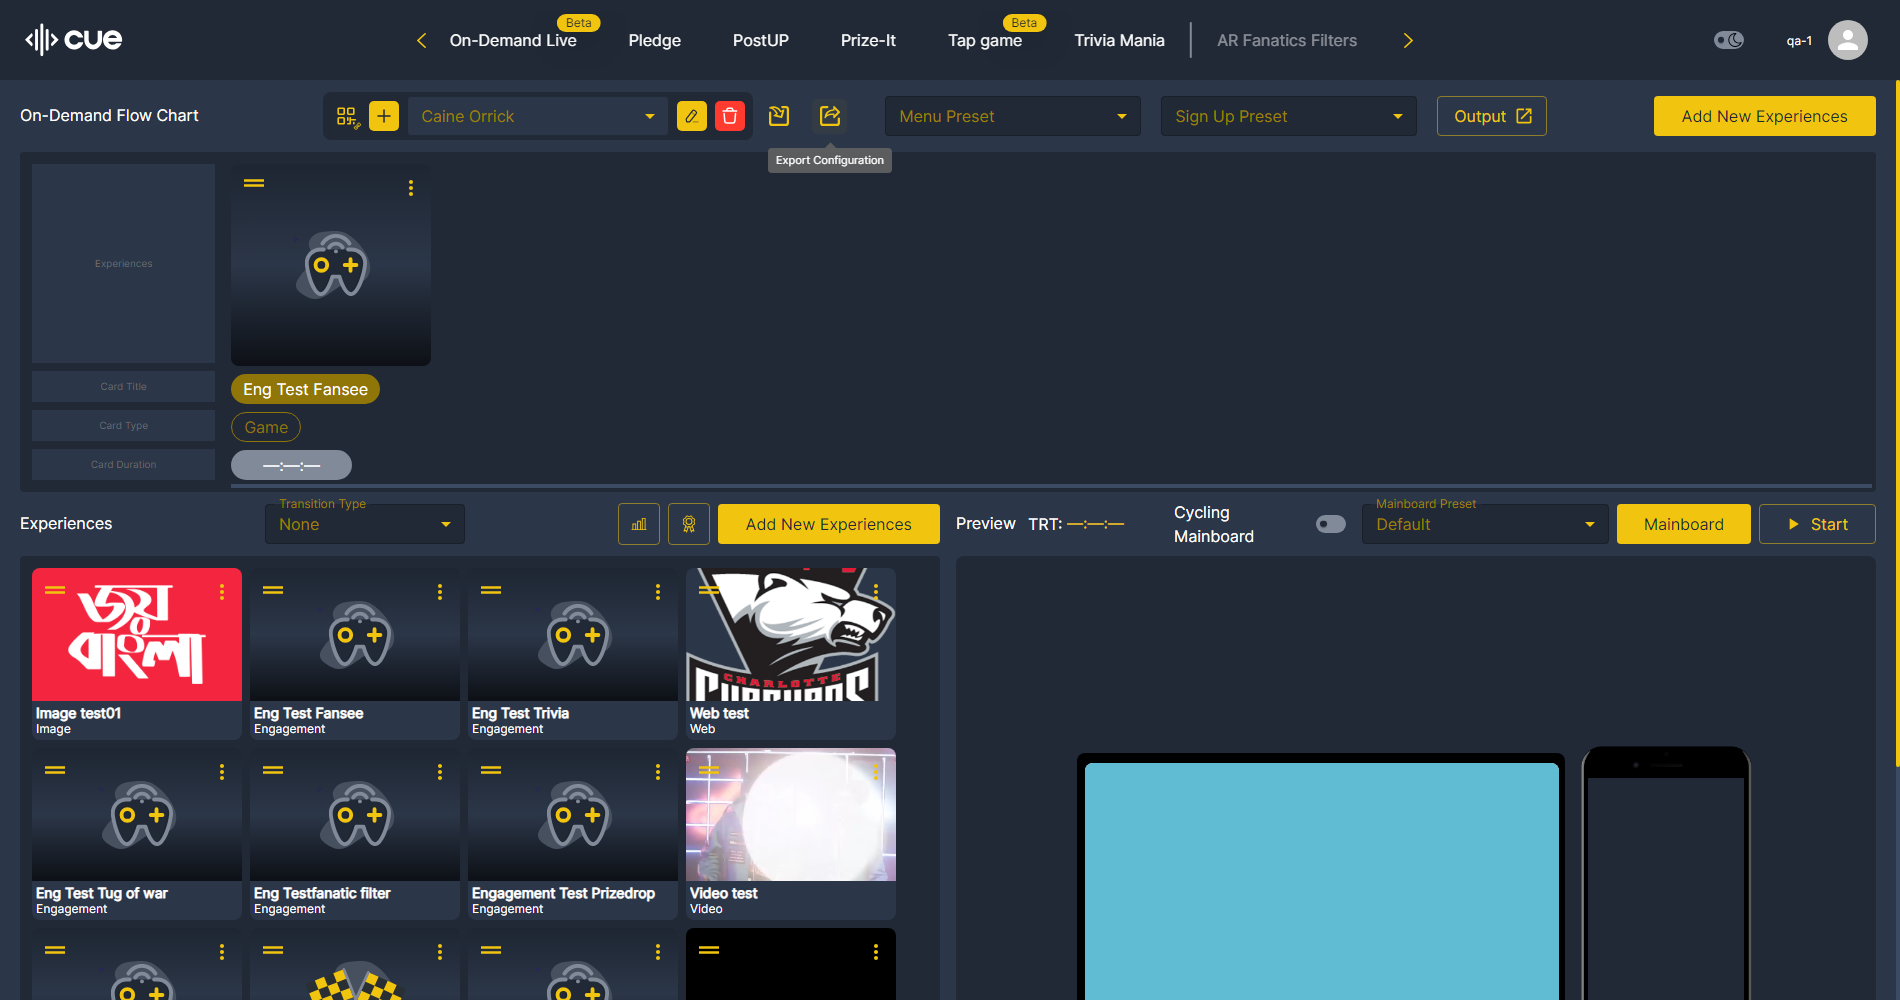 cue
On-Demand Live
Beta
Pledge
PostUP
Prize-It
Tap game
Beta
Trivia Mania
AR Fanatics Filters
qa-1
On-Demand Flow Chart
Caine Orrick
Menu Preset
Sign Up Preset
Output
Add New Experiences
Export Configuration
Experiences
Card Title
Eng Test Fansee
Card Type
Game
Card Duration
—:—:—
Experiences
Transition Type
None
Add New Experiences
Preview
TRT: —:—:—
Cycling
Mainboard
Mainboard Preset
Default
Mainboard
Start
জয়
বাংলা
CHARLOTTE
Image test01
Image
Eng Test Fansee
Engagement
Eng Test Trivia
Engagement
Web test
Web
Eng Test Tug of war
Engagement
Eng Testfanatic filter
Engagement
Engagement Test Prizedrop
Engagement
Video test
Video